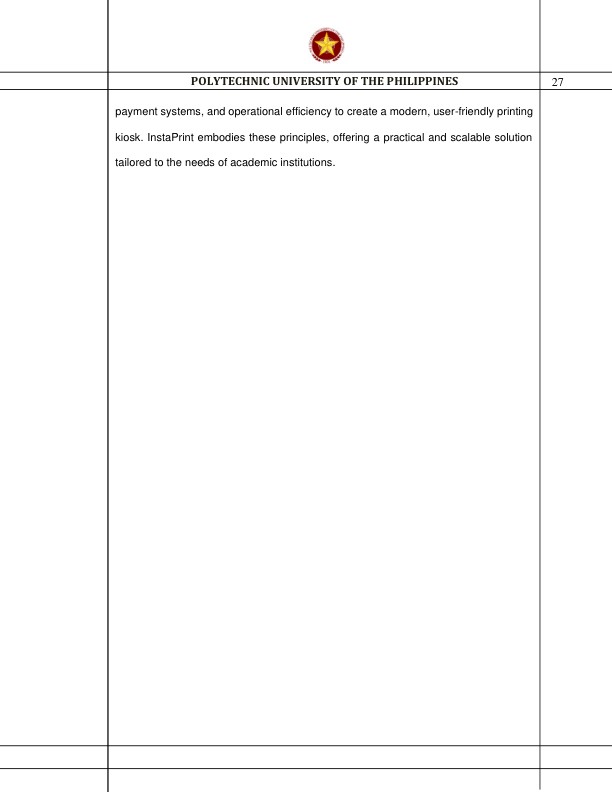 POLYTECHNIC UNIVERSITY OF THE PHILIPPINES
27
payment systems, and operational efficiency to create a modern, user-friendly printing
kiosk. InstaPrint embodies these principles, offering a practical and scalable solution
tailored to the needs of academic institutions.